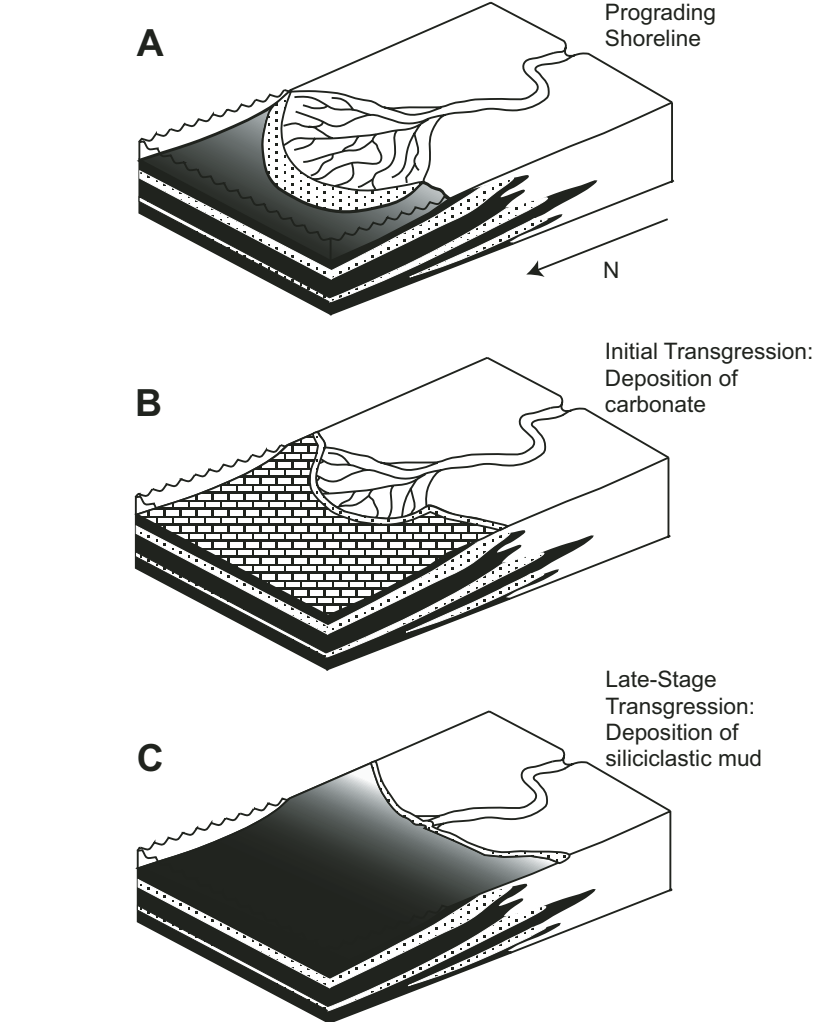 A
Prograding
Shoreline
N
B
Initial Transgression:
Deposition of
carbonate
C
Late-Stage
Transgression:
Deposition of
siliciclastic mud